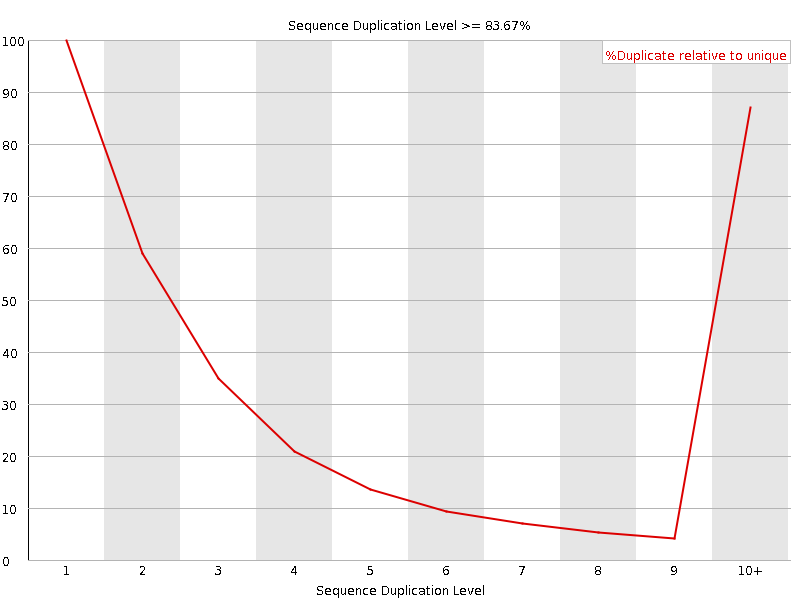 Sequence Duplication Level >= 83.67%
%Duplicate relative to unique
100
90
80
70
60
50
40
30
20
10
0
1 2 3 4 5 6 7 8 9 10+
Sequence Duplication Level